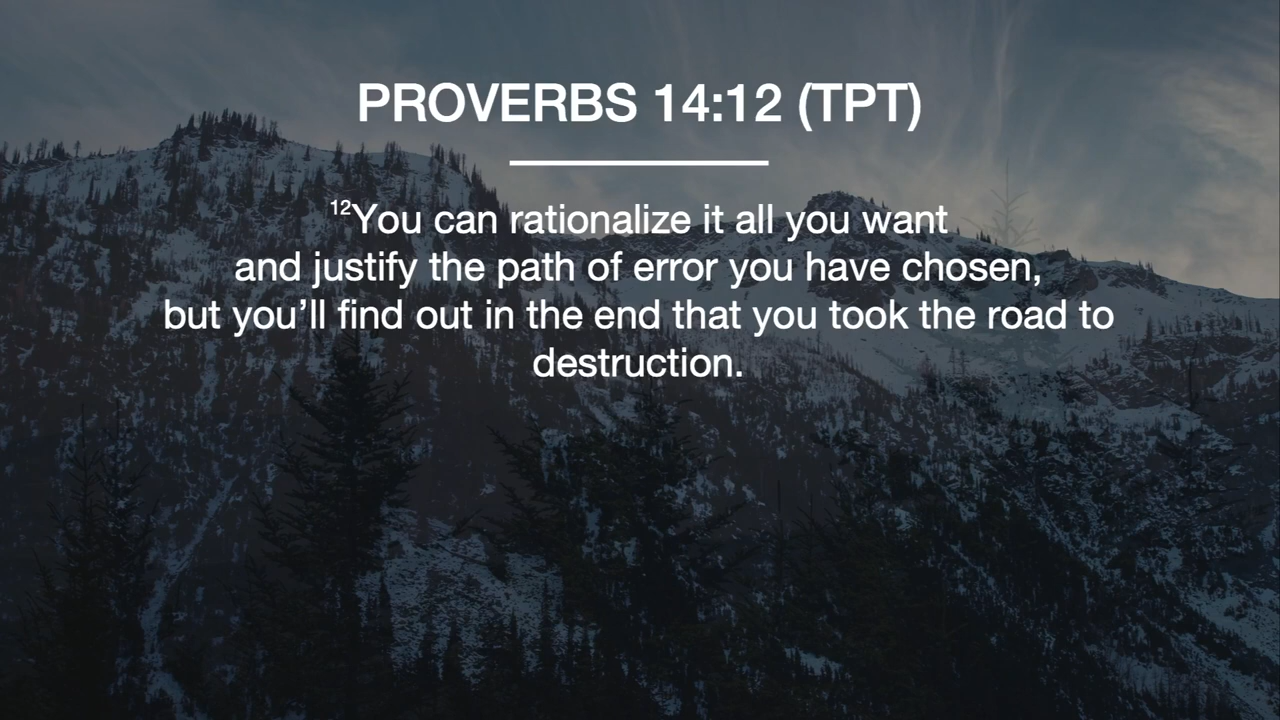 PROVERBS 14:12 (TPT)
¹²You can rationalize it all you want
and justify the path of error you have chosen,
but you’ll find out in the end that you took the road to
destruction.